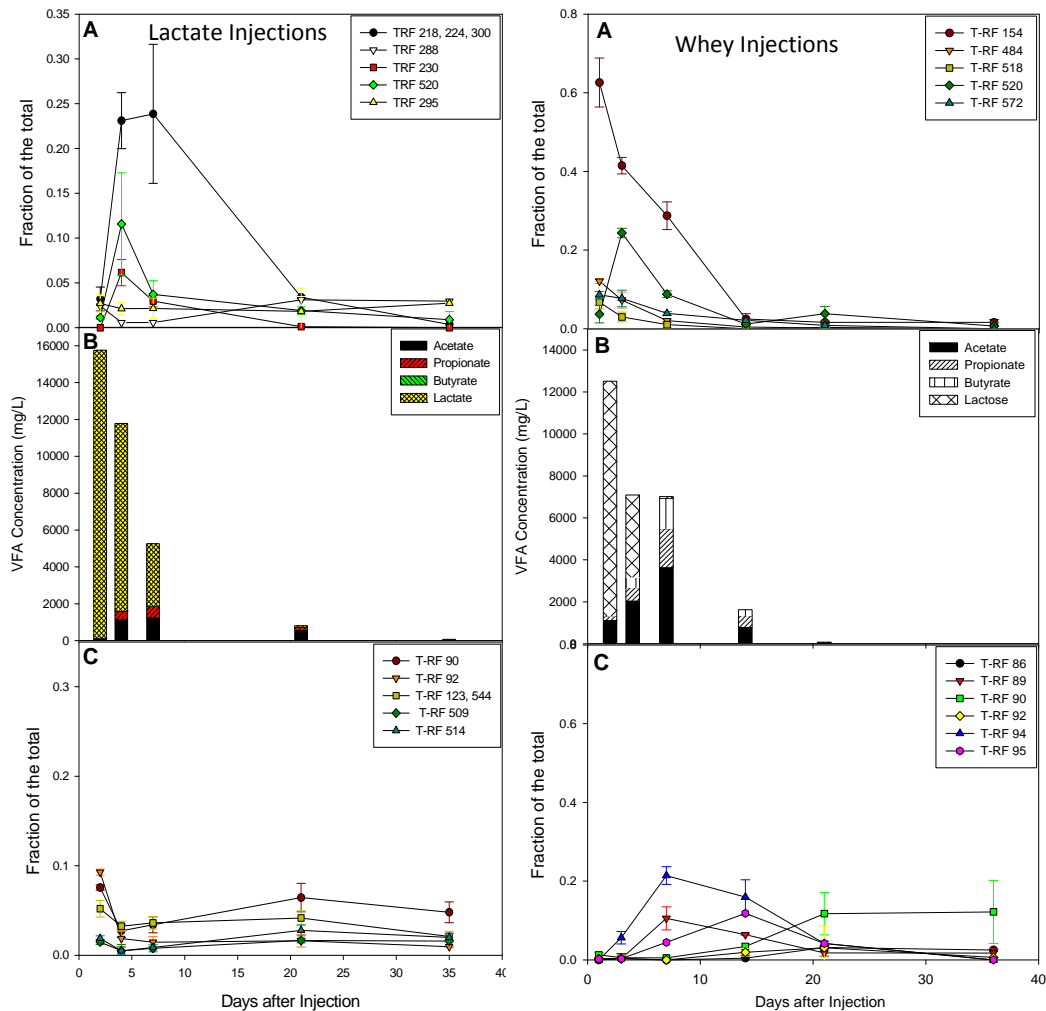 A
Lactate Injections
TRF 218, 224, 300
TRF 288
TRF 230
TRF 520
TRF 295
0.35
0.30
0.25
0.20
0.15
0.10
0.05
0.00
Fraction of the total
B
Acetate
Propionate
Butyrate
Lactate
16000
14000
12000
10000
8000
6000
4000
2000
0
VFA Concentration (mg/L)
C
T-RF 90
T-RF 92
T-RF 123, 544
T-RF 509
T-RF 514
0.3
0.2
0.1
0.0
Fraction of the total
0 5 10 15 20 25 30 35 40
Days after Injection
A
Whey Injections
T-RF 154
T-RF 484
T-RF 518
T-RF 520
T-RF 572
0.8
0.6
0.4
0.2
0.0
Fraction of the total
B
Acetate
Propionate
Butyrate
Lactose
14000
12000
10000
8000
6000
4000
2000
0
VFA Concentration (mg/L)
C
T-RF 86
T-RF 89
T-RF 90
T-RF 92
T-RF 94
T-RF 95
0.6
0.4
0.2
0.0
Fraction of the total
0 10 20 30 40
Days after Injection